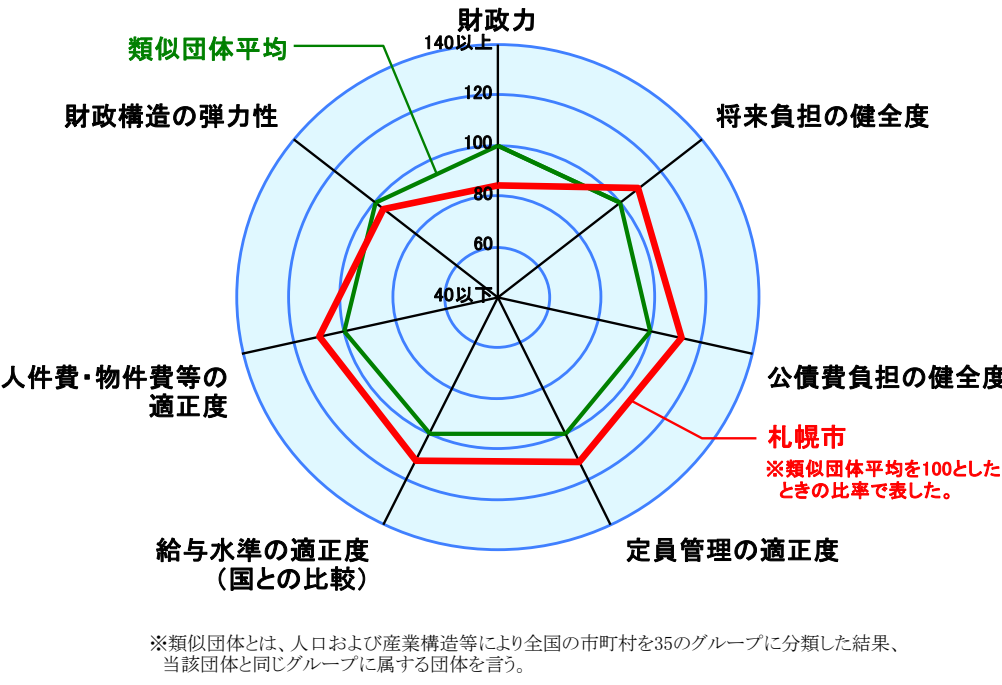 財政力
140以上
類似団体平均
120
財政構造の弾力性
将来負担の健全度
100
80
60
40以下
人件費・物件費等の
適正度
公債費負担の健全度
札幌市
※類似団体平均を100とした
ときの比率で表した。
給与水準の適正度
（国との比較）
定員管理の適正度
※類似団体とは、人口および産業構造等により全国の市町村を35のグループに分類した結果、
当該団体と同じグループに属する団体を言う。